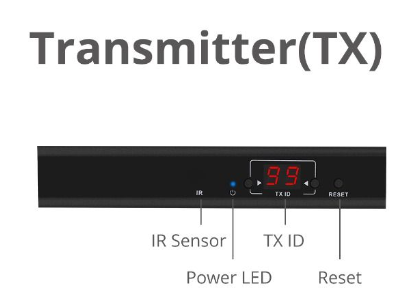 Transmitter(TX)
99
IR
TX ID
RESET
IR Sensor
TX ID
Power LED
Reset